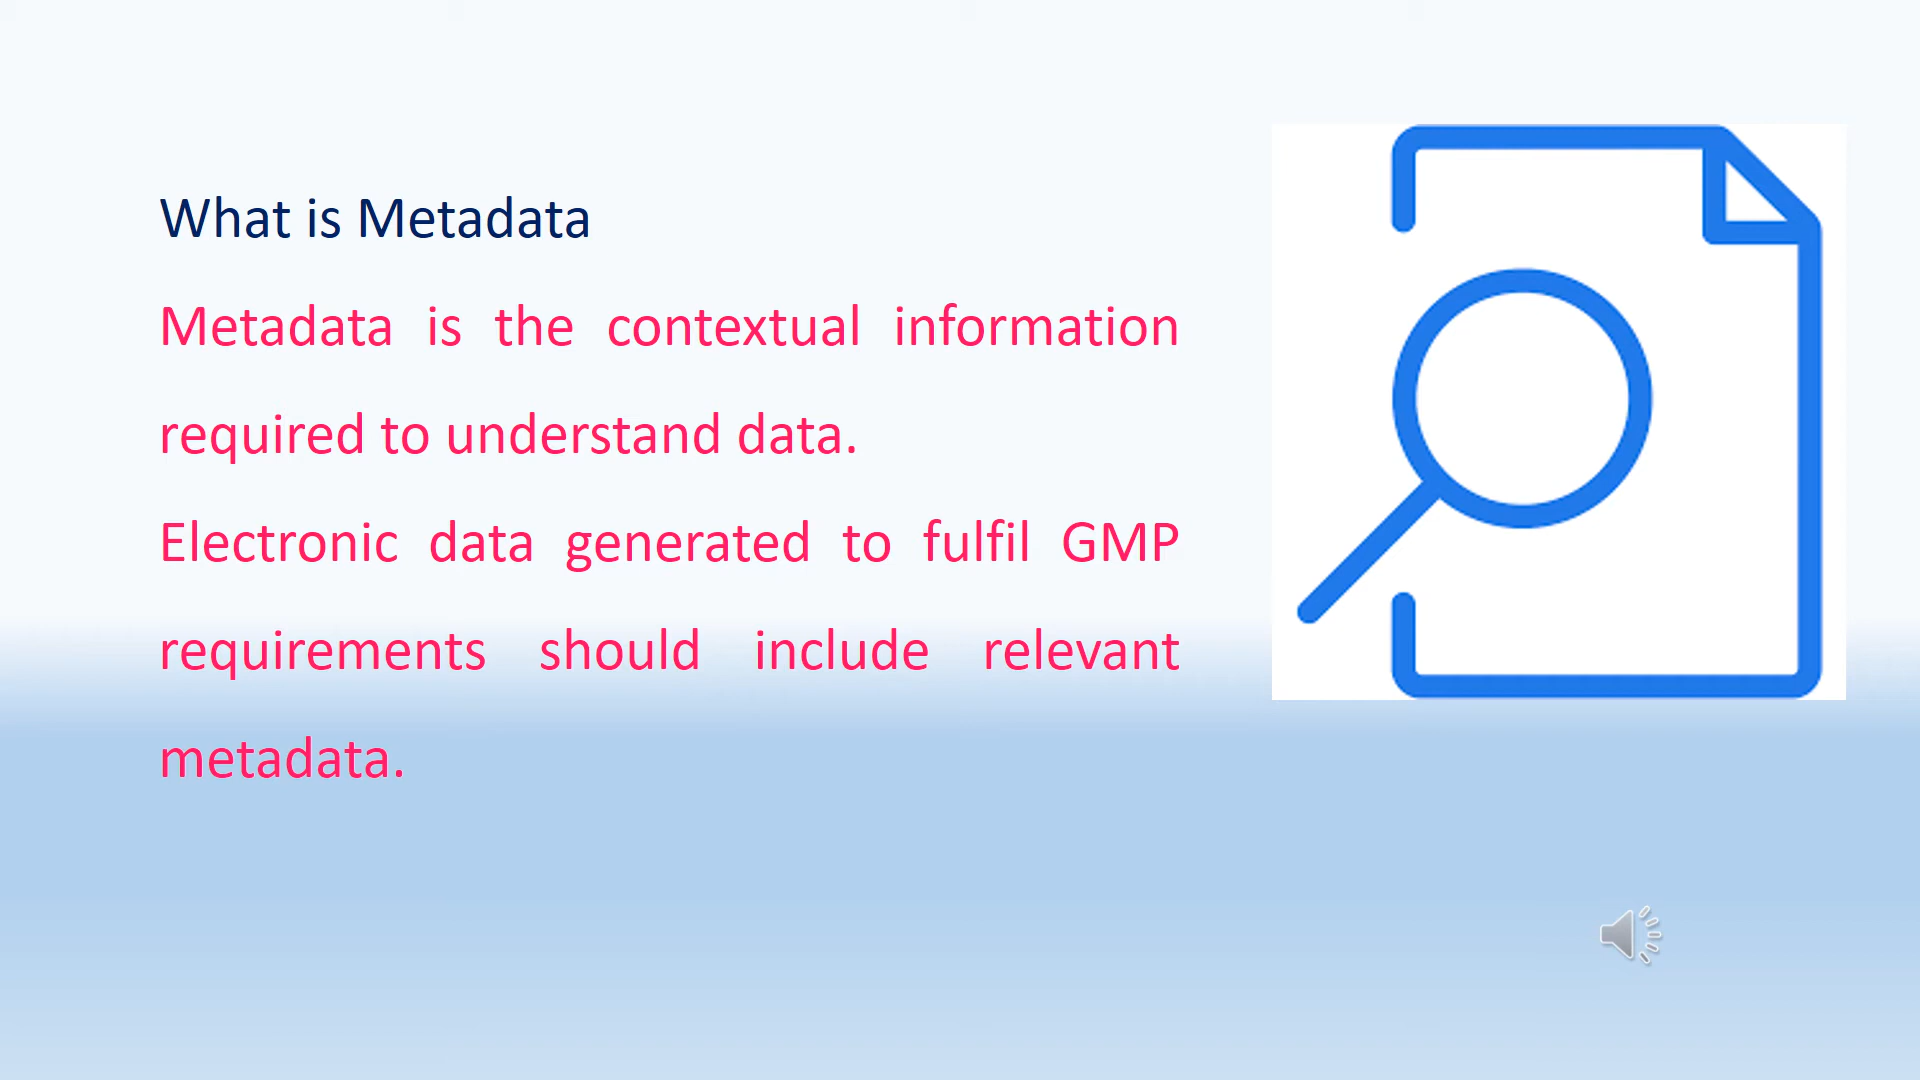 What is Metadata
Metadata is the contextual information
required to understand data.
Electronic data generated to fulfil GMP
requirements should include relevant
metadata.